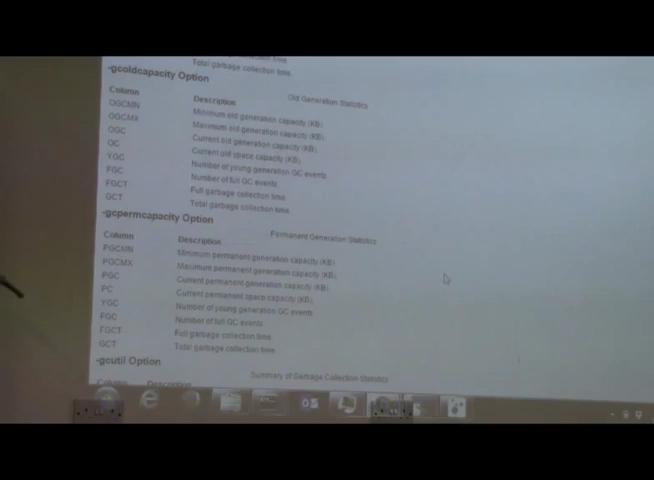 Total garbage collection time.
-gcoldcapacity Option
Old Generation Statistics
Column Description
OGCMN Minimum old generation capacity (KB).
OGCMX Maximum old generation capacity (KB).
OGC Current old generation capacity (KB).
OC Current old space capacity (KB).
YGC Number of young generation GC events
FGC Number of full GC events
FGCT Full garbage collection time.
GCT Total garbage collection time.
-gcpermcapacity Option
Permanent Generation Statistics
Column Description
PGCMN Minimum permanent generation capacity (KB).
PGCMX Maximum permanent generation capacity (KB).
PGC Current permanent generation capacity (KB).
PC Current permanent space capacity (KB).
YGC Number of young generation GC events
FGC Number of full GC events
FGCT Full garbage collection time.
GCT Total garbage collection time.
-gcutil Option
Summary of Garbage Collection Statistics
Column Description